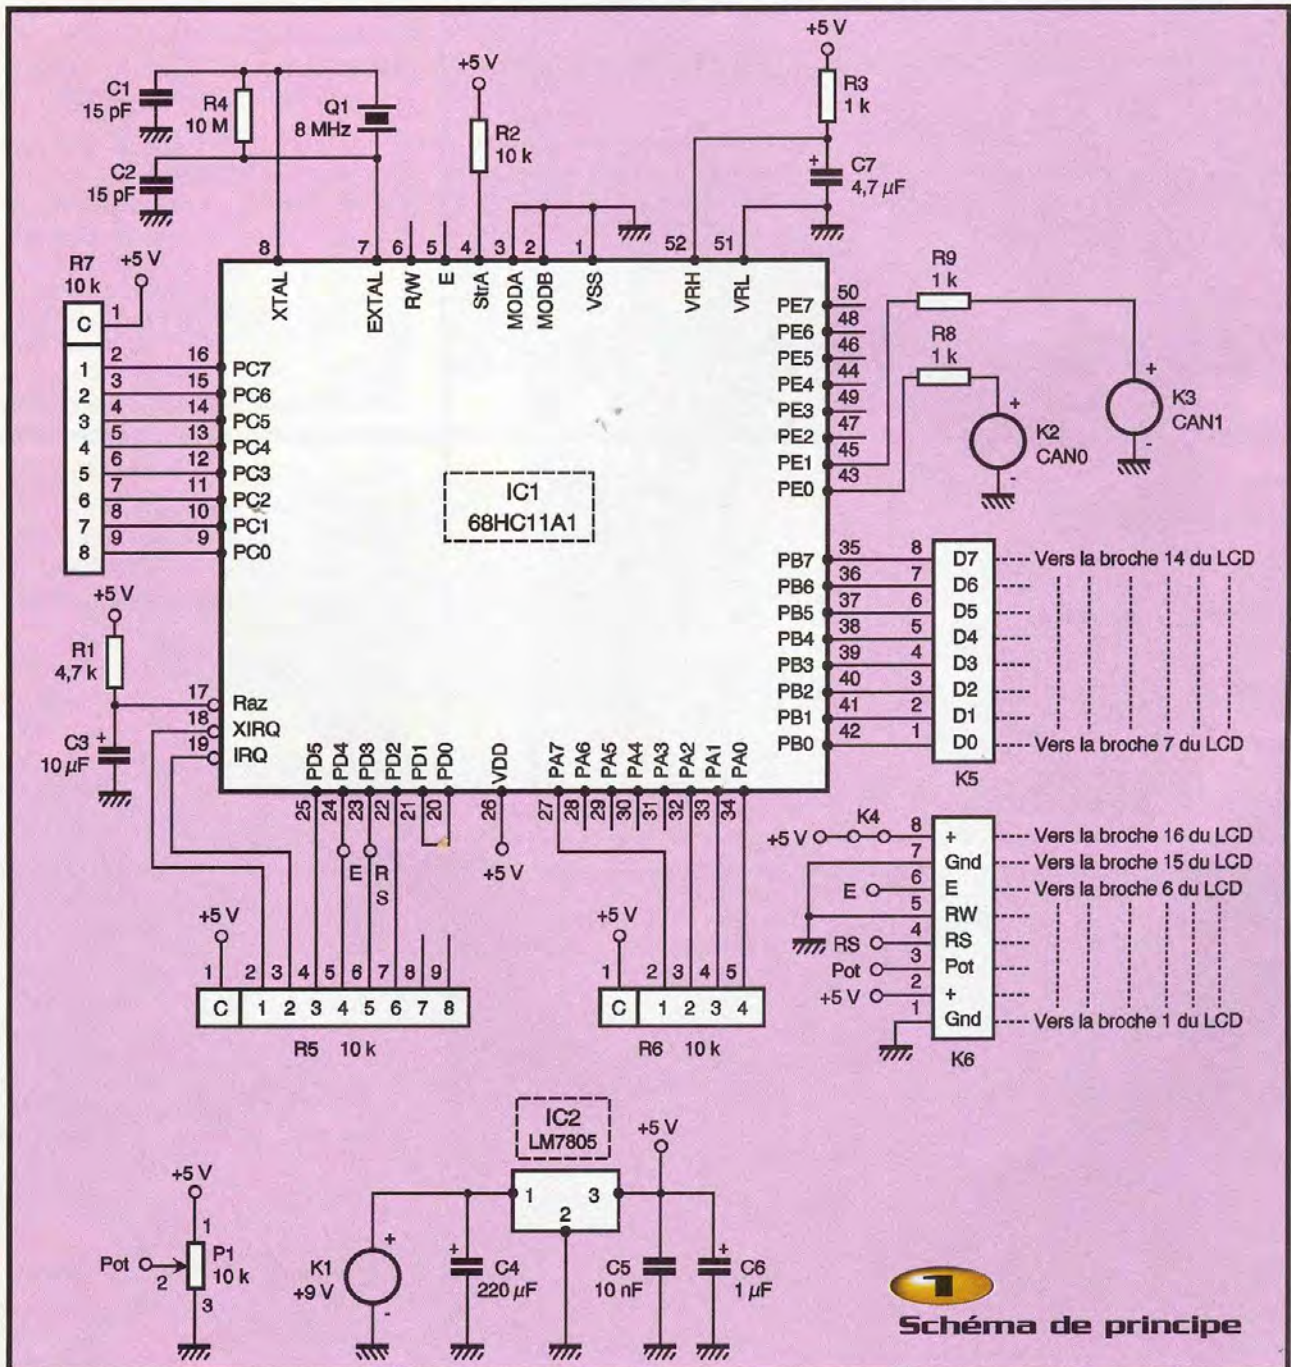 +5 V
C1
15 pF
R4
10 M
Q1
8 MHz
C2
15 pF
+5 V
R2
10 k
+5 V
R3
1 k
+
C7
4,7 µF
8 7 6 5 4 3 2 1 52 51
XTAL EXTAL R/W E StrA MODA MODB VSS VRH VRL
R7
10 k
+5 V
C 1
1 2 16 PC7
2 3 15 PC6
3 4 14 PC5
4 5 13 PC4
5 6 12 PC3
6 7 11 PC2
7 8 10 PC1
8 9 9 PC0
IC1
68HC11A1
PE7 50
PE6 48
PE5 46
PE4 44
PE3 49
PE2 47
PE1 45
PE0 43
R9
1 k
R8
1 k
+
K3
CAN1
-
+
K2
CAN0
-
PB7 35 8 D7 Vers la broche 14 du LCD
PB6 36 7 D6
PB5 37 6 D5
PB4 38 5 D4
PB3 39 4 D3
PB2 40 3 D2
PB1 41 2 D1
PB0 42 1 D0 Vers la broche 7 du LCD
K5
+5 V
R1
4,7 k
C3 +
10 µF
17 Raz
18 XIRQ
19 IRQ
PD5 PD4 PD3 PD2 PD1 PD0 VDD PA7 PA6 PA5 PA4 PA3 PA2 PA1 PA0
25 24 23 22 21 20 26 27 28 29 30 31 32 33 34
E
R
S
+5 V
+5 V
1 2 3 4 5 6 7 8 9
C 1 2 3 4 5 6 7 8
R5 10 k
+5 V
1 2 3 4 5
C 1 2 3 4
R6 10 k
+5 V K4 8 + Vers la broche 16 du LCD
7 Gnd Vers la broche 15 du LCD
E 6 E Vers la broche 6 du LCD
5 RW
RS 4 RS
Pot 3 Pot
+5 V 2 +
1 Gnd Vers la broche 1 du LCD
K6
IC2
LM7805
+5 V
1 3
2
+5 V
1
Pot
2
P1
10 k
3
+
K1
+9 V
-
+
C4
220 µF
C5
10 nF
+
C6
1 µF
1
Schéma de principe